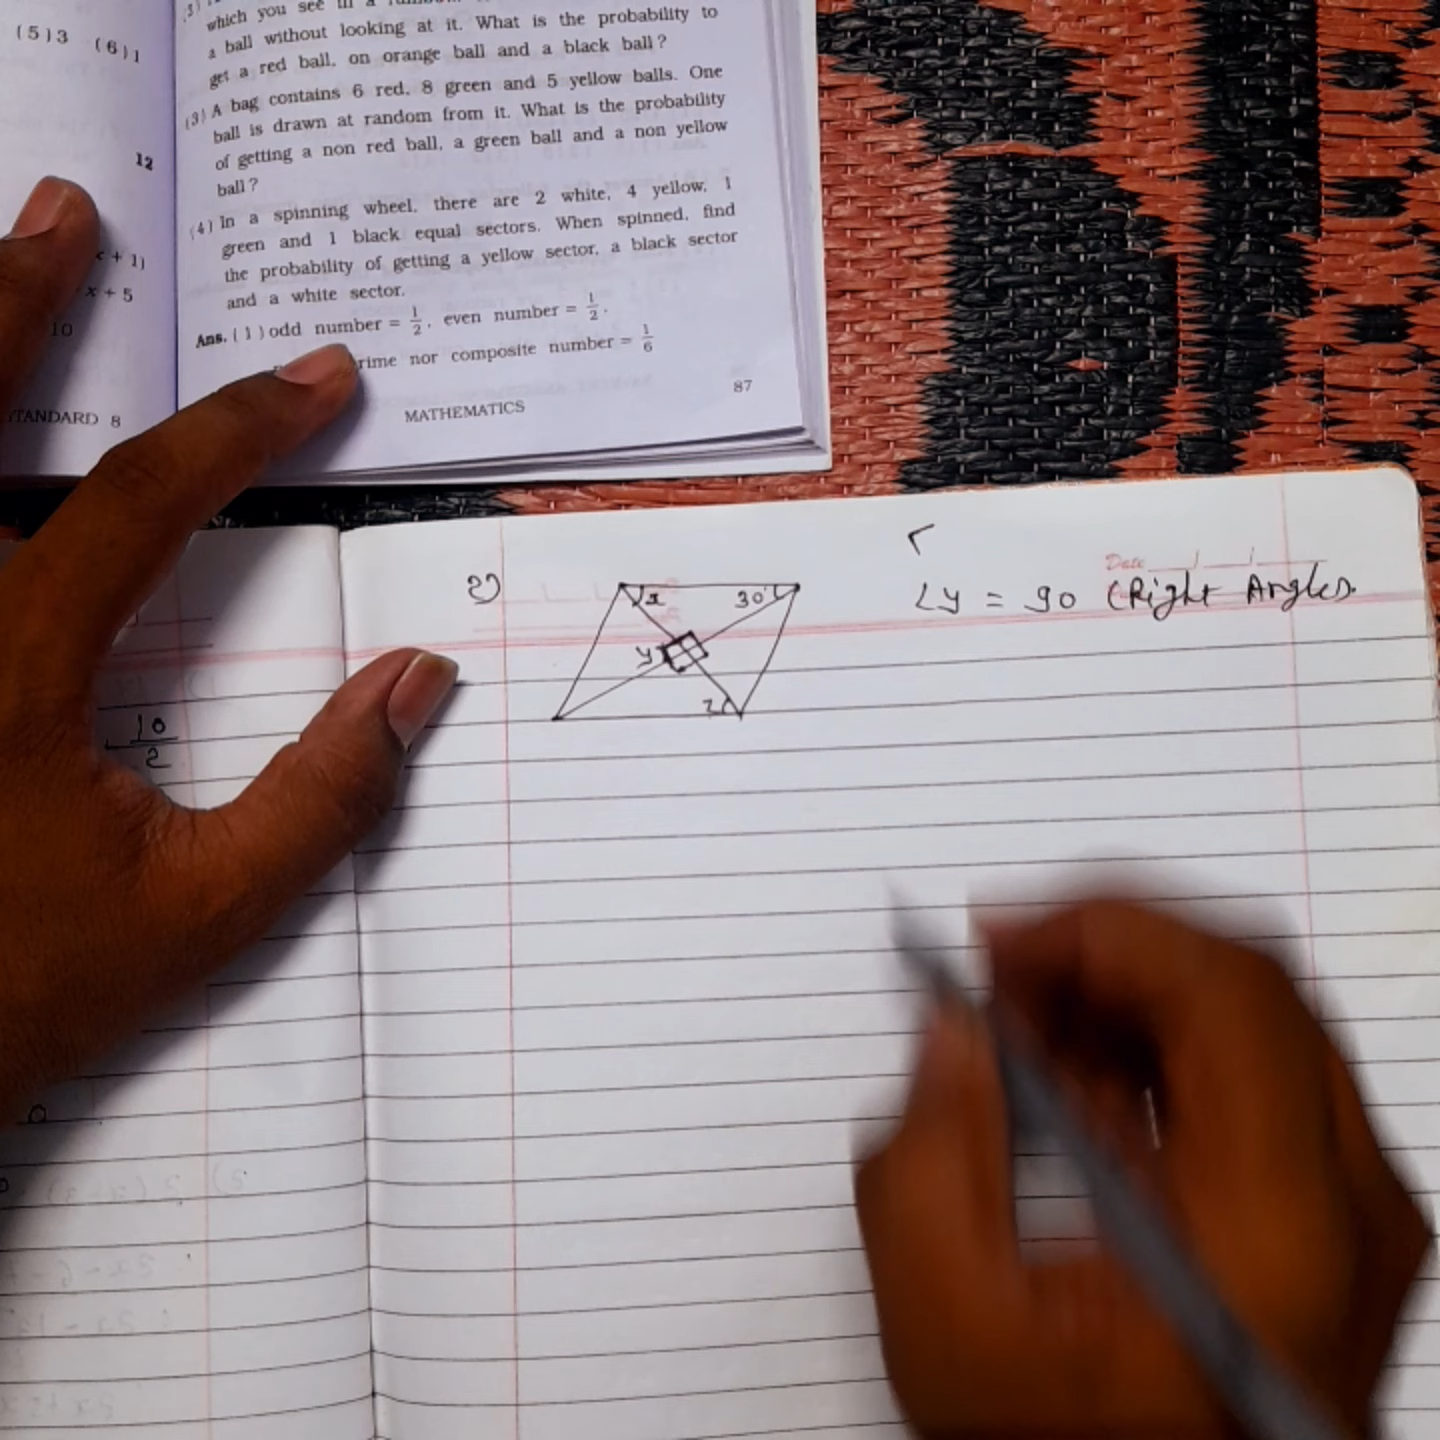 (5) 3 (6) 1
12
x + 5
10
STANDARD 8
which you see in a
a ball without looking at it. What is the probability to
get a red ball, on orange ball and a black ball?
(3) A bag contains 6 red, 8 green and 5 yellow balls. One
ball is drawn at random from it. What is the probability
of getting a non red ball, a green ball and a non yellow
ball?
(4) In a spinning wheel, there are 2 white, 4 yellow, 1
green and 1 black equal sectors. When spinned, find
the probability of getting a yellow sector, a black sector
and a white sector.
Ans. (1) odd number = 1/2, even number = 1/2.
rime nor composite number = 1/6
MATHEMATICS
87
2)
x 30°
y
z
Date
∠y = 90 (Right Angles)
10
2
0